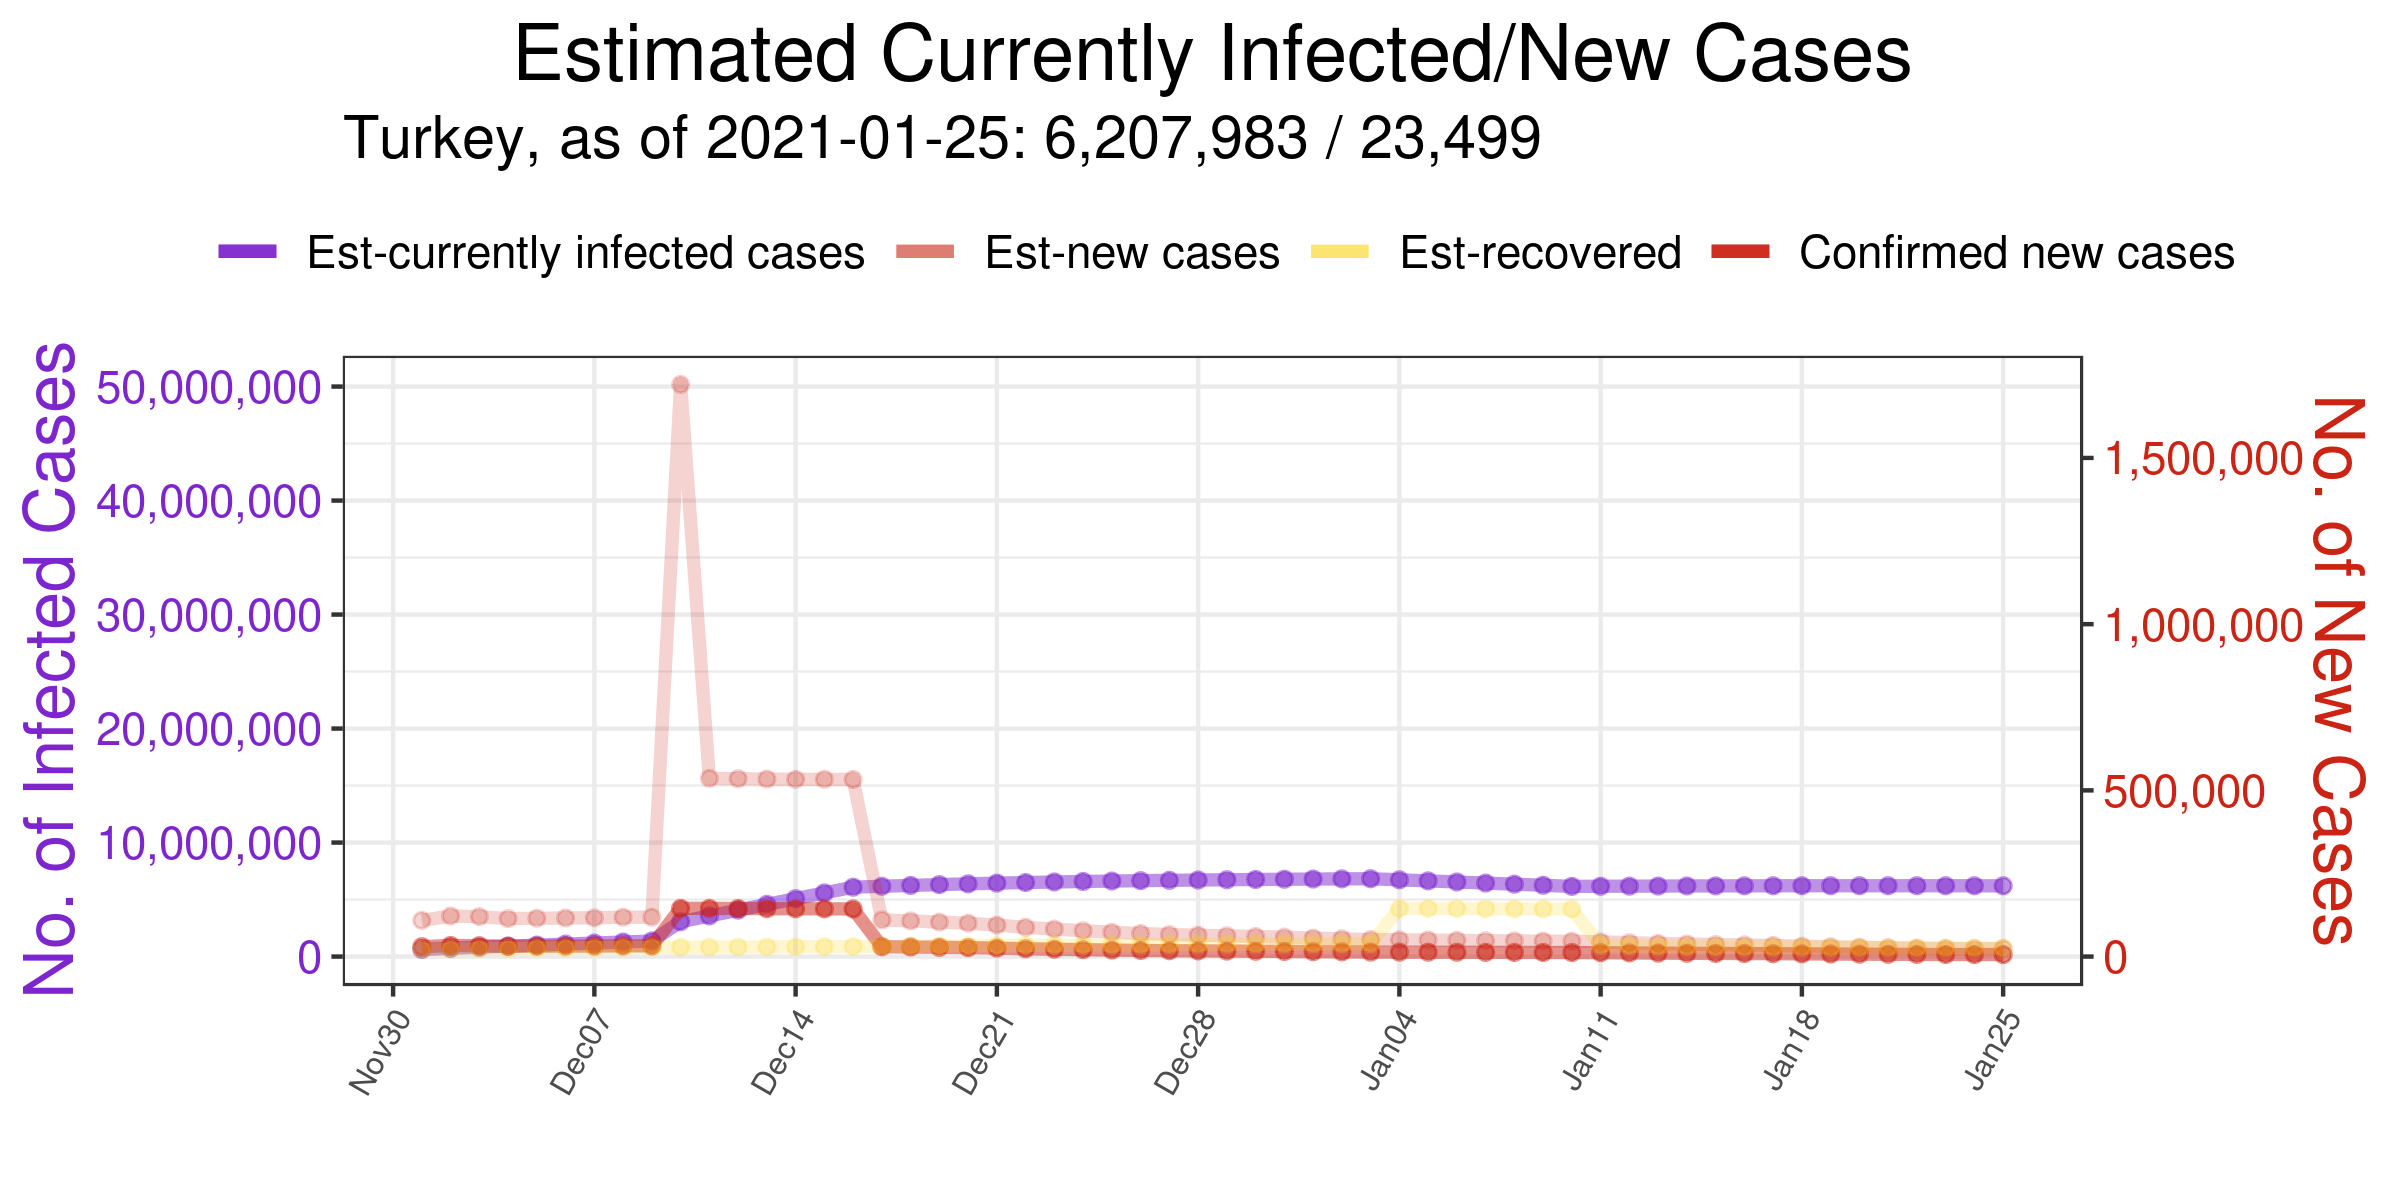 Estimated Currently Infected/New Cases
Turkey, as of 2021-01-25: 6,207,983 / 23,499
Est-currently infected cases Est-new cases Est-recovered Confirmed new cases
No. of Infected Cases
50,000,000
40,000,000
30,000,000
20,000,000
10,000,000
0
1,500,000
1,000,000
500,000
0
No. of New Cases
Nov30 Dec07 Dec14 Dec21 Dec28 Jan04 Jan11 Jan18 Jan25